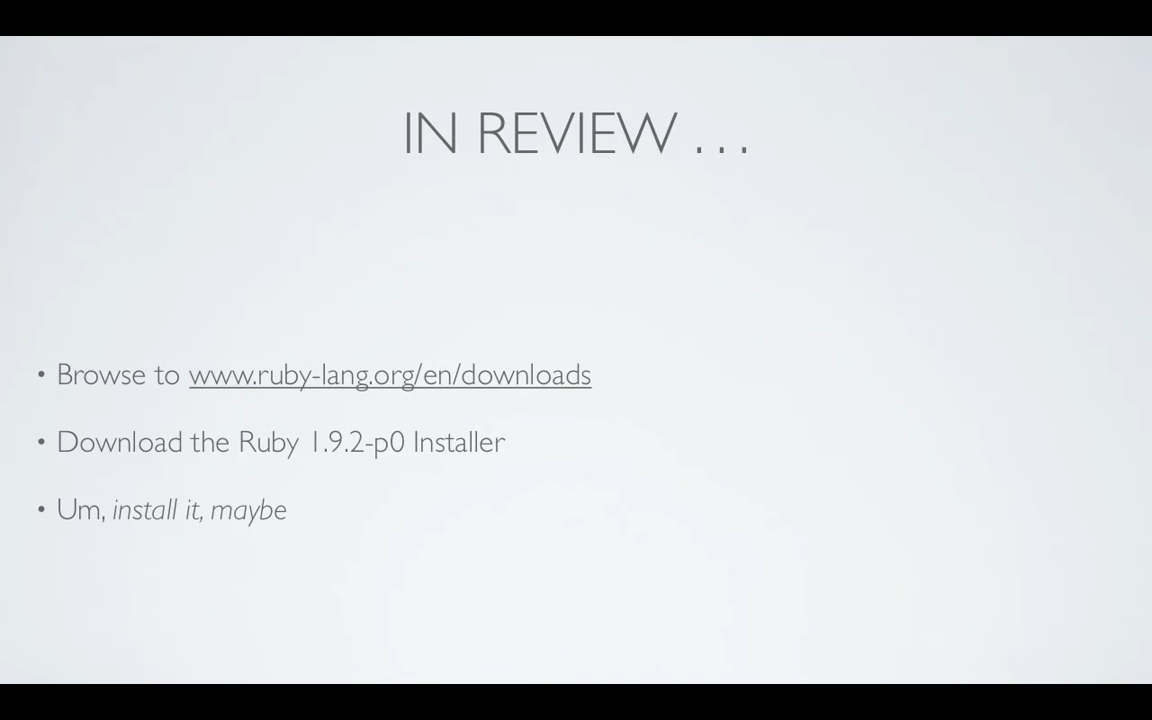 IN REVIEW . . .
• Browse to www.ruby-lang.org/en/downloads
• Download the Ruby 1.9.2-p0 Installer
• Um, install it, maybe